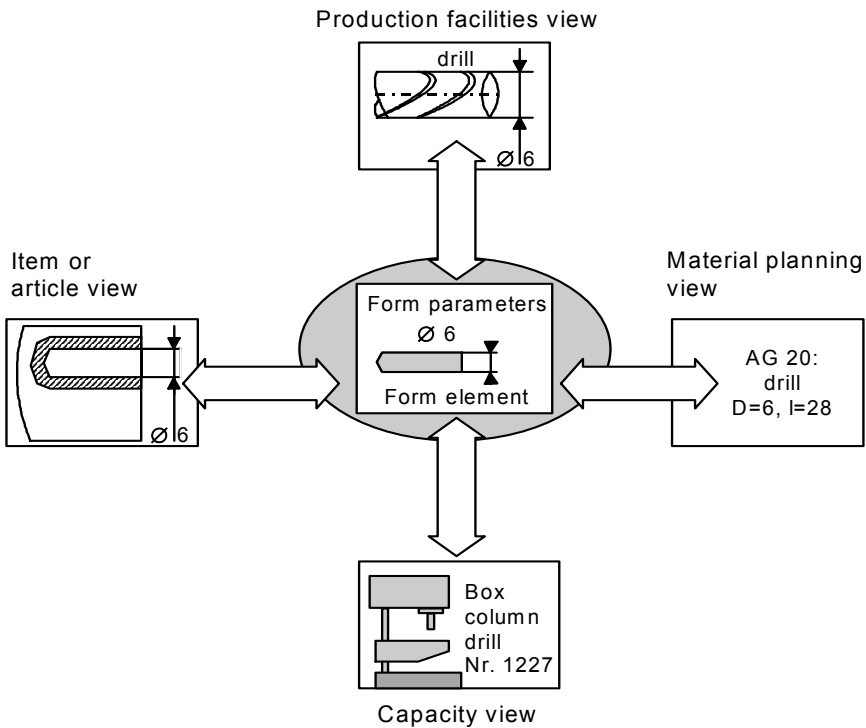 Production facilities view
drill
Ø 6
Item or
article view
Ø 6
Form parameters
Ø 6
Form element
Material planning
view
AG 20:
drill
D=6, l=28
Box
column
drill
Nr. 1227
Capacity view